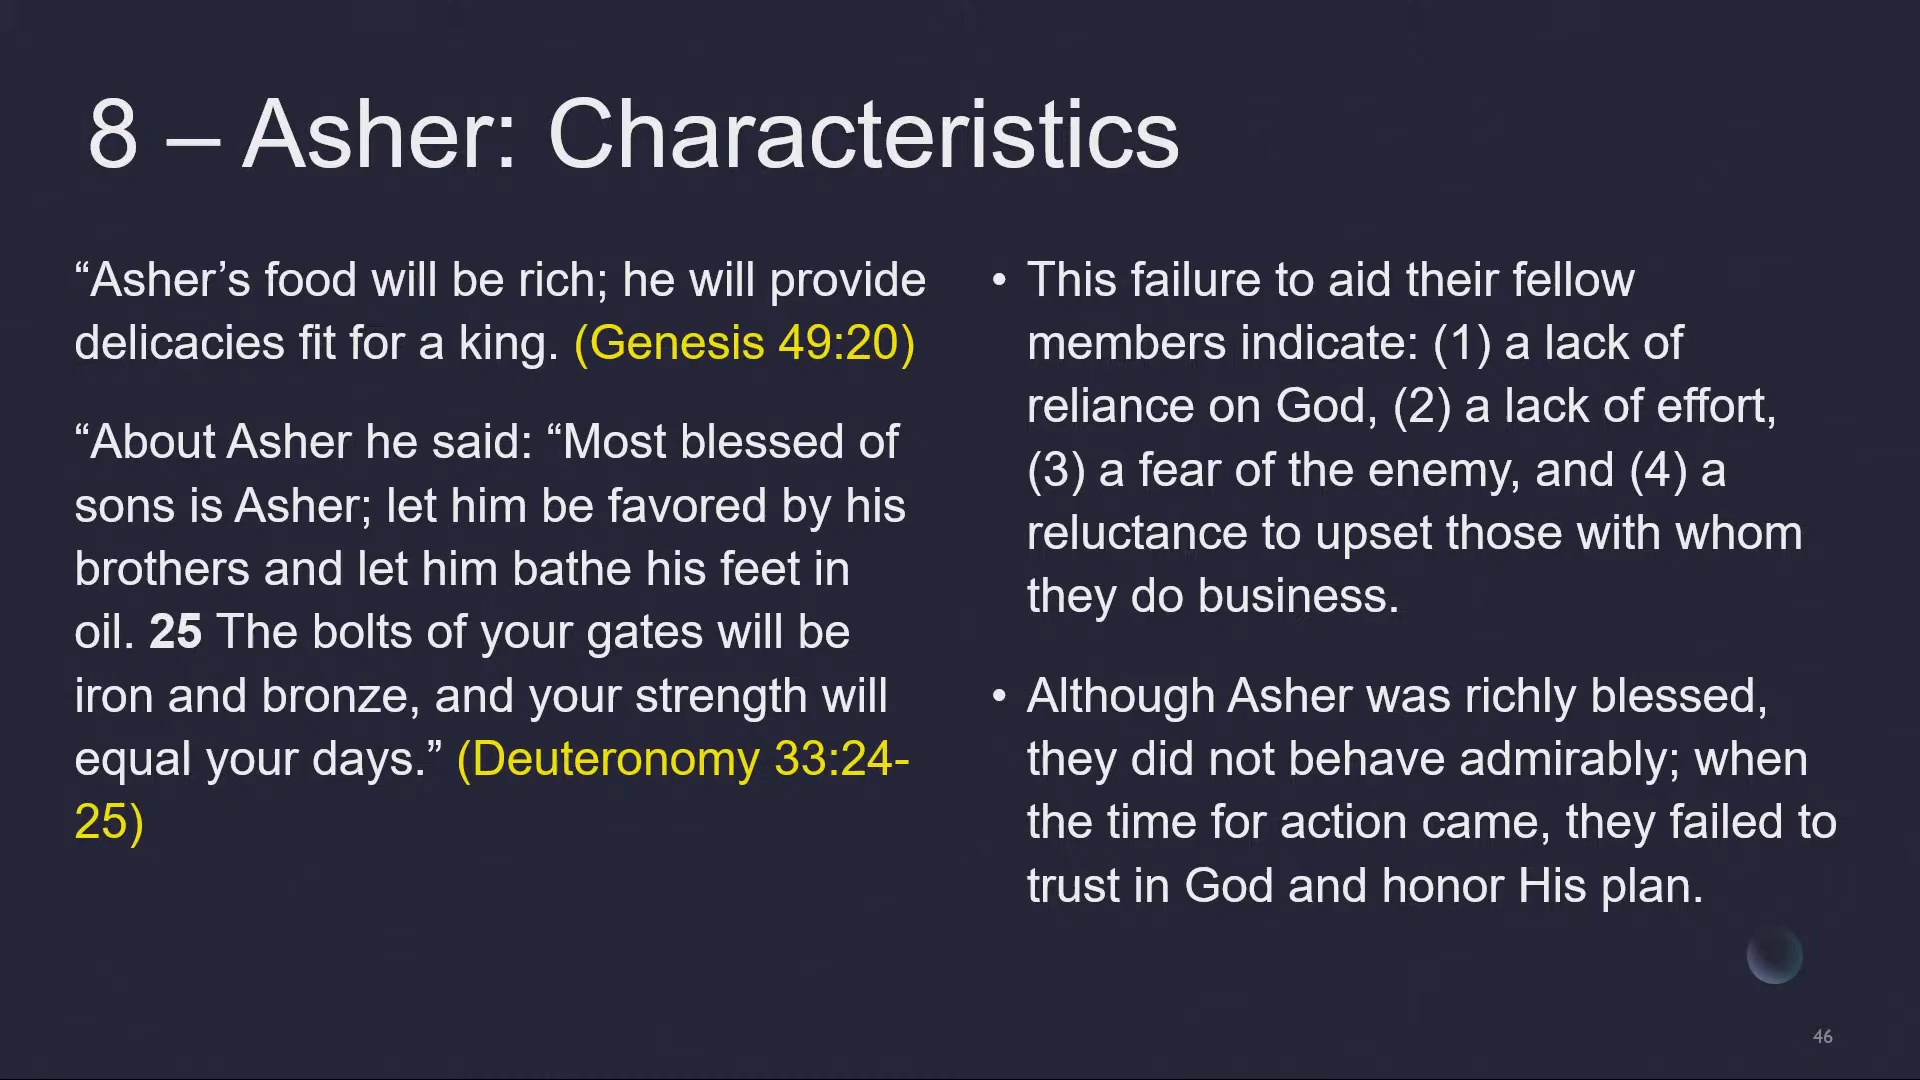 8 – Asher: Characteristics
“Asher’s food will be rich; he will provide
delicacies fit for a king. (Genesis 49:20)
“About Asher he said: “Most blessed of
sons is Asher; let him be favored by his
brothers and let him bathe his feet in
oil. 25 The bolts of your gates will be
iron and bronze, and your strength will
equal your days.” (Deuteronomy 33:24-
25)
• This failure to aid their fellow
members indicate: (1) a lack of
reliance on God, (2) a lack of effort,
(3) a fear of the enemy, and (4) a
reluctance to upset those with whom
they do business.
• Although Asher was richly blessed,
they did not behave admirably; when
the time for action came, they failed to
trust in God and honor His plan.
46